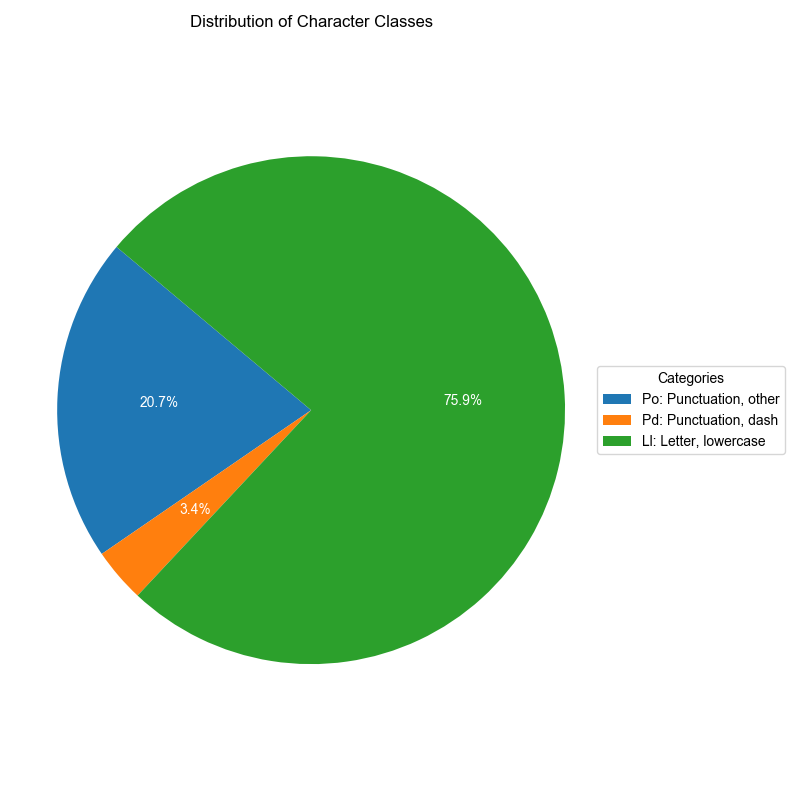 Distribution of Character Classes
20.7%
75.9%
3.4%
Categories
Po: Punctuation, other
Pd: Punctuation, dash
Ll: Letter, lowercase